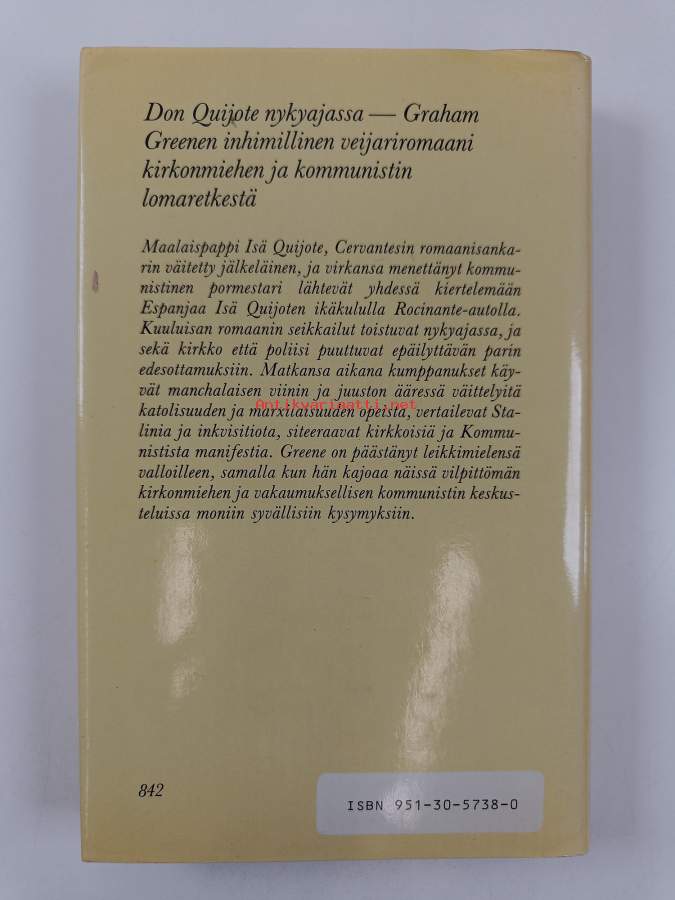 Don Quijote nykyajassa — Graham
Greenen inhimillinen veijariromaani
kirkonmiehen ja kommunistin
lomaretkestä
Maalaispappi Isä Quijote, Cervantesin romaanisanka-
rin väitetty jälkeläinen, ja virkansa menettänyt kommu-
nistinen pormestari lähtevät yhdessä kiertelemään
Espanjaa Isä Quijoten ikäkululla Rocinante-autolla.
Kuuluisan romaanin seikkailut toistuvat nykyajassa, ja
sekä kirkko että poliisi puuttuvat epäilyttävän parin
edesottamuksiin. Matkansa aikana kumppanukset käy-
vät manchalaisen viinin ja juuston ääressä väittelyitä
katolisuuden ja marxilaisuuden opeista, vertailevat Sta-
linia ja inkvisitiota, siteeraavat kirkkoisiä ja Kommu-
nistista manifestia. Greene on päästänyt leikkimielensä
valloilleen, samalla kun hän kajoaa näissä vilpittömän
kirkonmiehen ja vakaumuksellisen kommunistin keskus-
teluissa moniin syvällisiin kysymyksiin.
Antikvariaatti.net
842
ISBN 951-30-5738-0